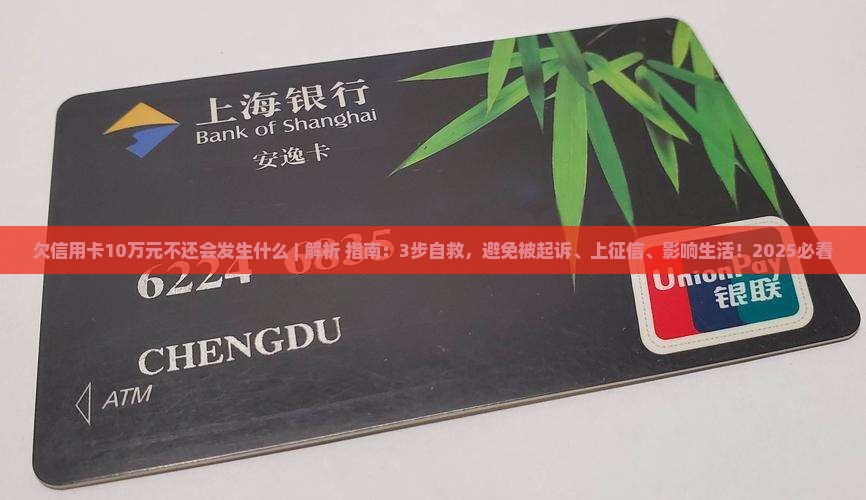 上海银行
Bank of Shanghai
安逸卡
欠信用卡10万元不还会发生什么 | 解析 指南：3步自救，避免被起诉、上征信、影响生活！2025必看
6224 6835
UnionPay
银联
CHENGDU
ATM